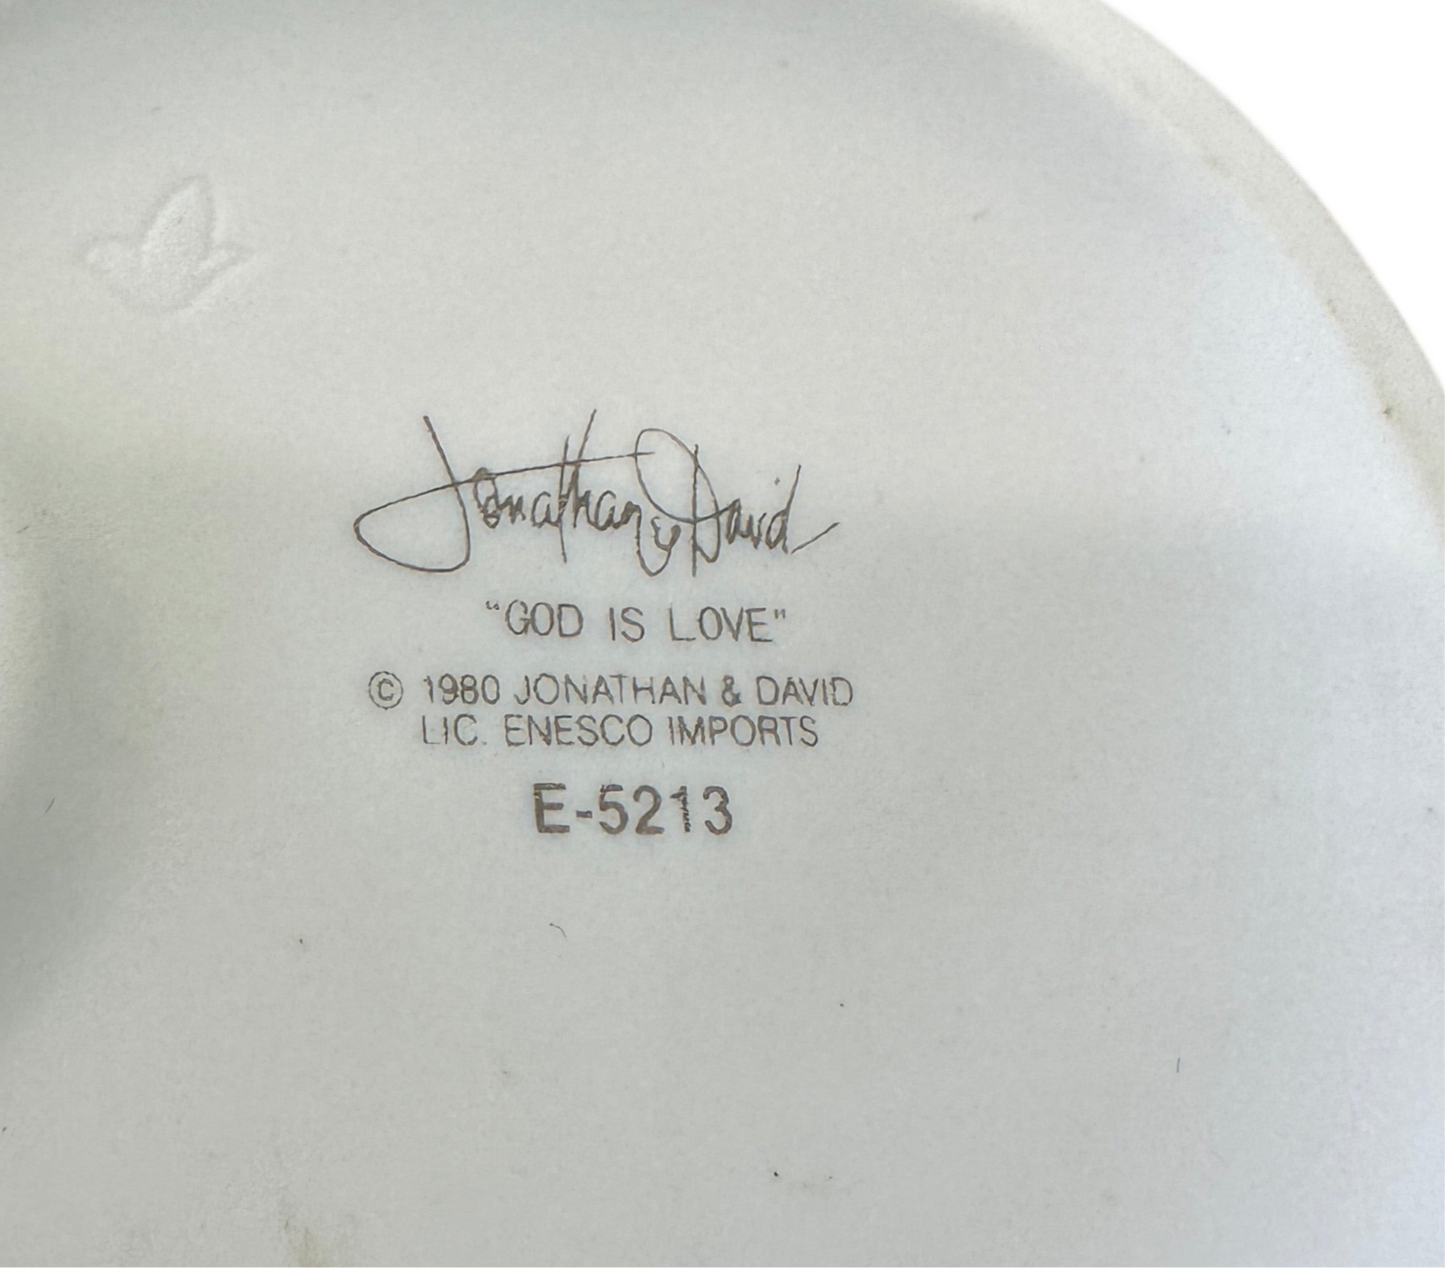 Jonathan & David
"GOD IS LOVE"
© 1980 JONATHAN & DAVID
LIC. ENESCO IMPORTS
E-5213